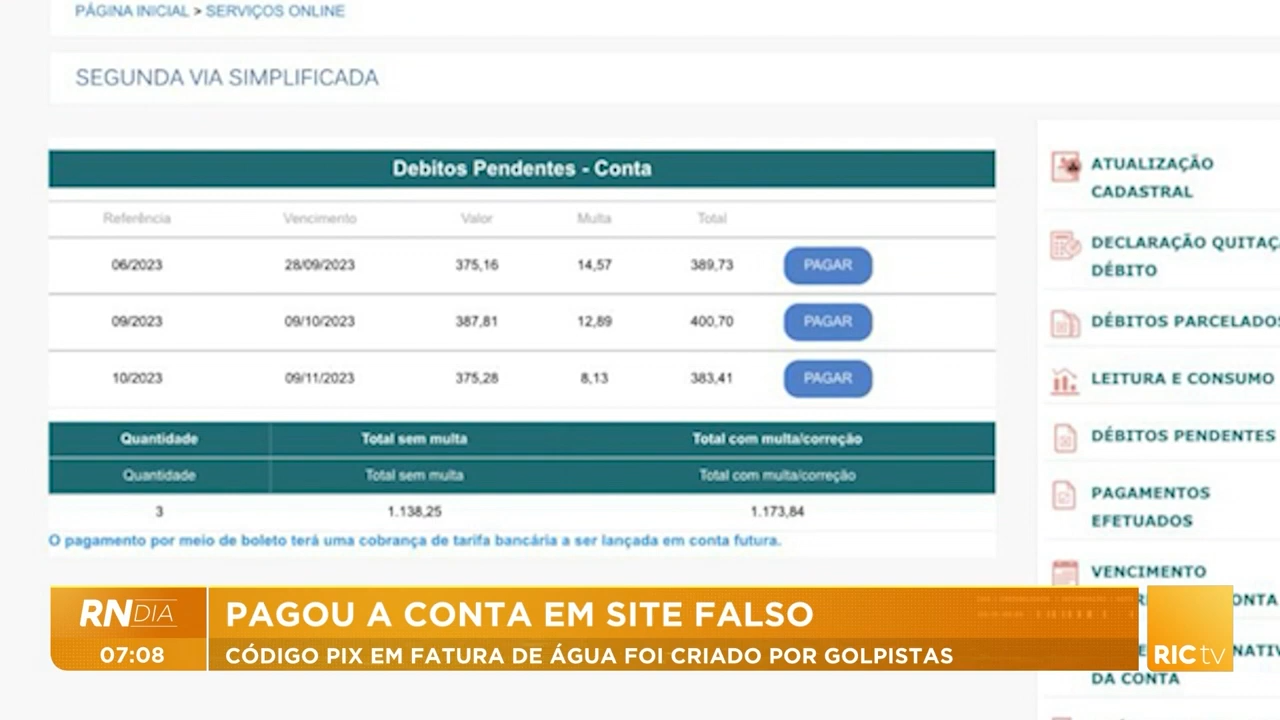 PÁGINA INICIAL > SERVIÇOS ONLINE
SEGUNDA VIA SIMPLIFICADA
Debitos Pendentes - Conta
Referência Vencimento Valor Multa Total
06/2023 28/09/2023 375,16 14,57 389,73 PAGAR
09/2023 09/10/2023 387,81 12,89 400,70 PAGAR
10/2023 09/11/2023 375,28 8,13 383,41 PAGAR
Quantidade Total sem multa Total com multa/correção
Quantidade Total sem multa Total com multa/correção
3 1.138,25 1.173,84
O pagamento por meio de boleto terá uma cobrança de tarifa bancária a ser lançada em conta futura.
ATUALIZAÇÃO
CADASTRAL
DECLARAÇÃO QUITAÇ
DÉBITO
DÉBITOS PARCELADOS
LEITURA E CONSUMO
DÉBITOS PENDENTES
PAGAMENTOS
EFETUADOS
VENCIMENTO
ONTA
NATIV
DA CONTA
RN DIA
07:08
PAGOU A CONTA EM SITE FALSO
CÓDIGO PIX EM FATURA DE ÁGUA FOI CRIADO POR GOLPISTAS
RIC tv